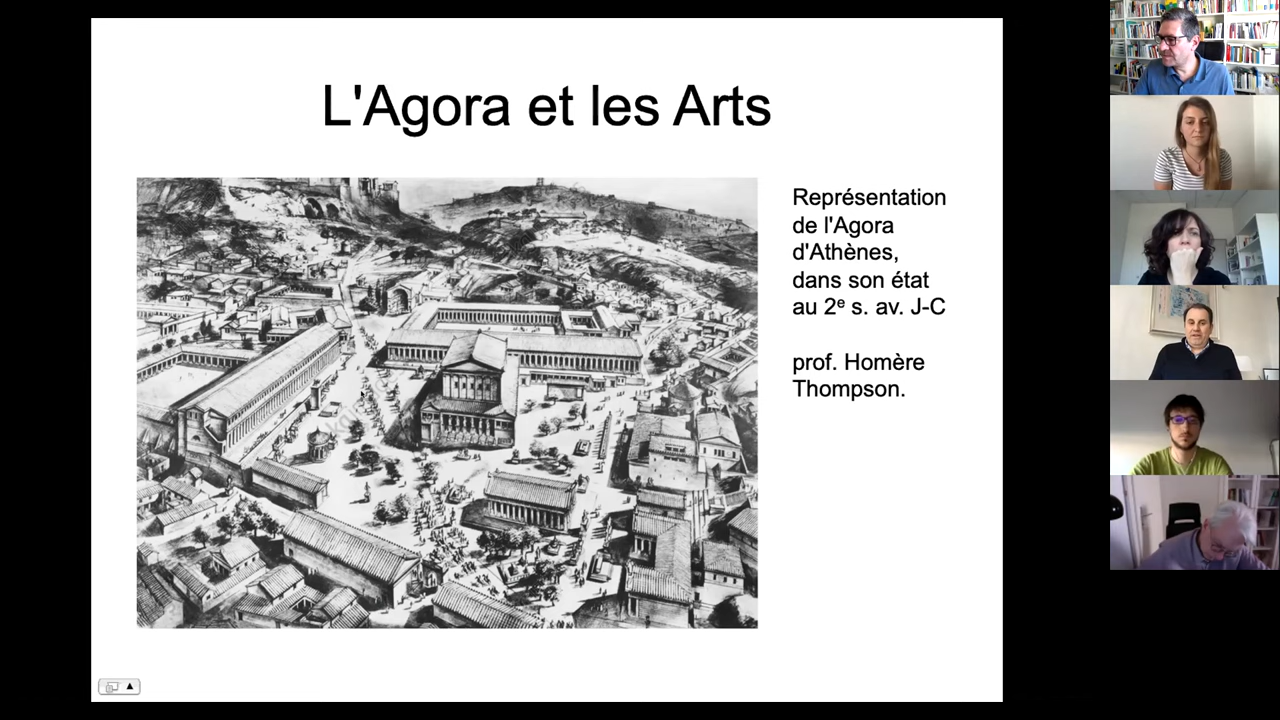 L'Agora et les Arts
Représentation
de l'Agora
d'Athènes,
dans son état
au 2e s. av. J-C
prof. Homère
Thompson.